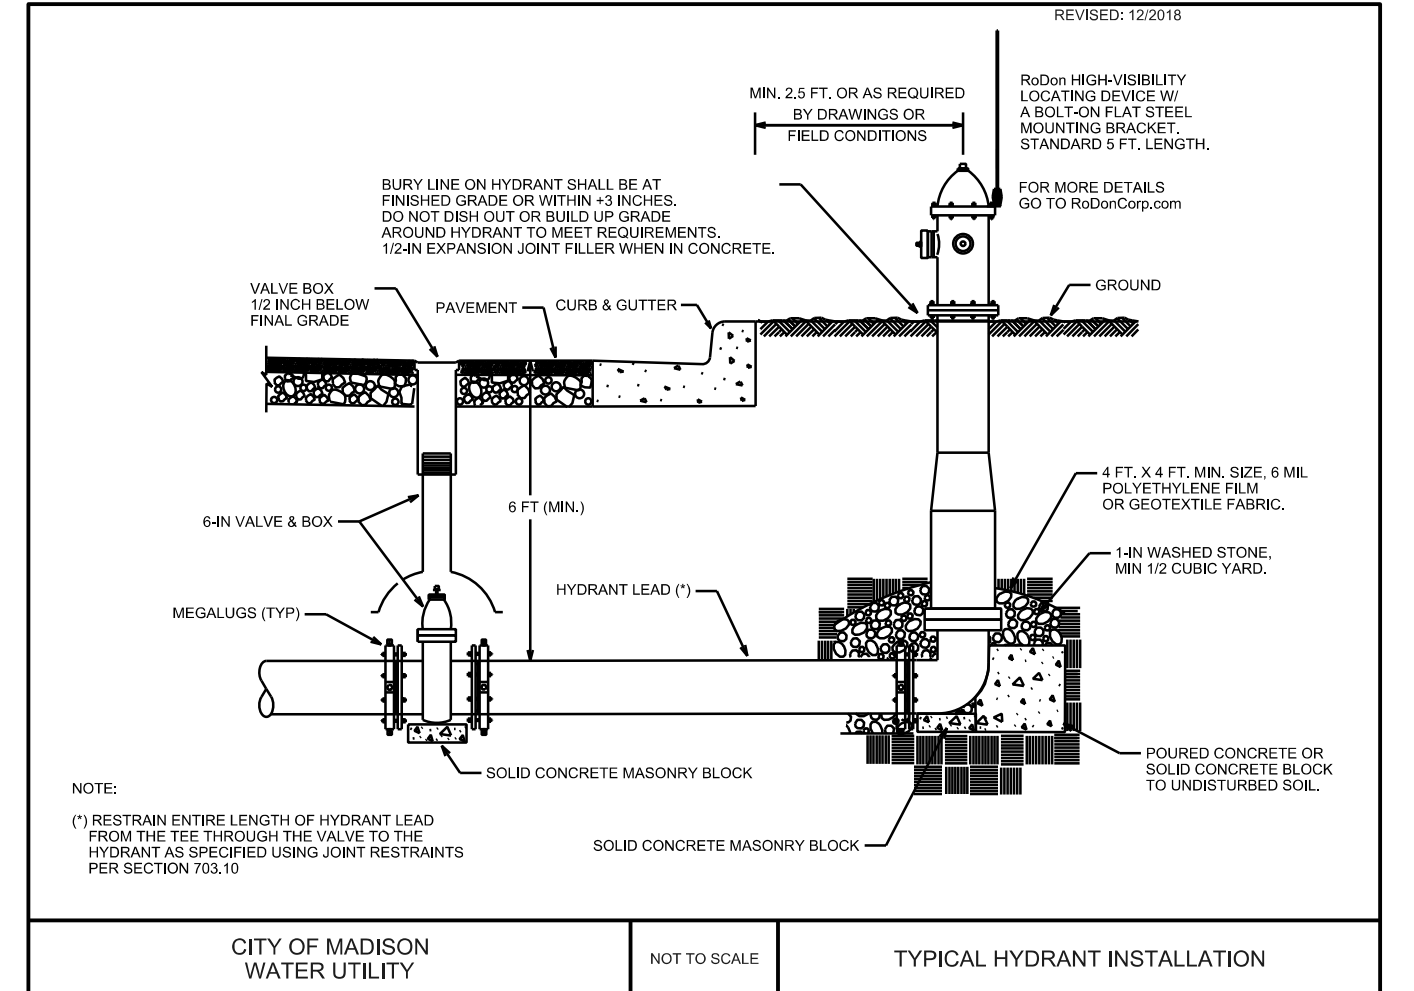 REVISED: 12/2018
RoDon HIGH-VISIBILITY
LOCATING DEVICE W/
A BOLT-ON FLAT STEEL
MOUNTING BRACKET.
STANDARD 5 FT. LENGTH.
FOR MORE DETAILS
GO TO RoDonCorp.com
MIN. 2.5 FT. OR AS REQUIRED
BY DRAWINGS OR
FIELD CONDITIONS
BURY LINE ON HYDRANT SHALL BE AT
FINISHED GRADE OR WITHIN +3 INCHES.
DO NOT DISH OUT OR BUILD UP GRADE
AROUND HYDRANT TO MEET REQUIREMENTS.
1/2-IN EXPANSION JOINT FILLER WHEN IN CONCRETE.
VALVE BOX
1/2 INCH BELOW
FINAL GRADE
PAVEMENT
CURB & GUTTER
GROUND
4 FT. X 4 FT. MIN. SIZE, 6 MIL
POLYETHYLENE FILM
OR GEOTEXTILE FABRIC.
6 FT (MIN.)
6-IN VALVE & BOX
1-IN WASHED STONE,
MIN 1/2 CUBIC YARD.
HYDRANT LEAD (*)
MEGALUGS (TYP)
SOLID CONCRETE MASONRY BLOCK
POURED CONCRETE OR
SOLID CONCRETE BLOCK
TO UNDISTURBED SOIL.
SOLID CONCRETE MASONRY BLOCK
NOTE:
(*) RESTRAIN ENTIRE LENGTH OF HYDRANT LEAD
FROM THE TEE THROUGH THE VALVE TO THE
HYDRANT AS SPECIFIED USING JOINT RESTRAINTS
PER SECTION 703.10
CITY OF MADISON
WATER UTILITY
NOT TO SCALE
TYPICAL HYDRANT INSTALLATION